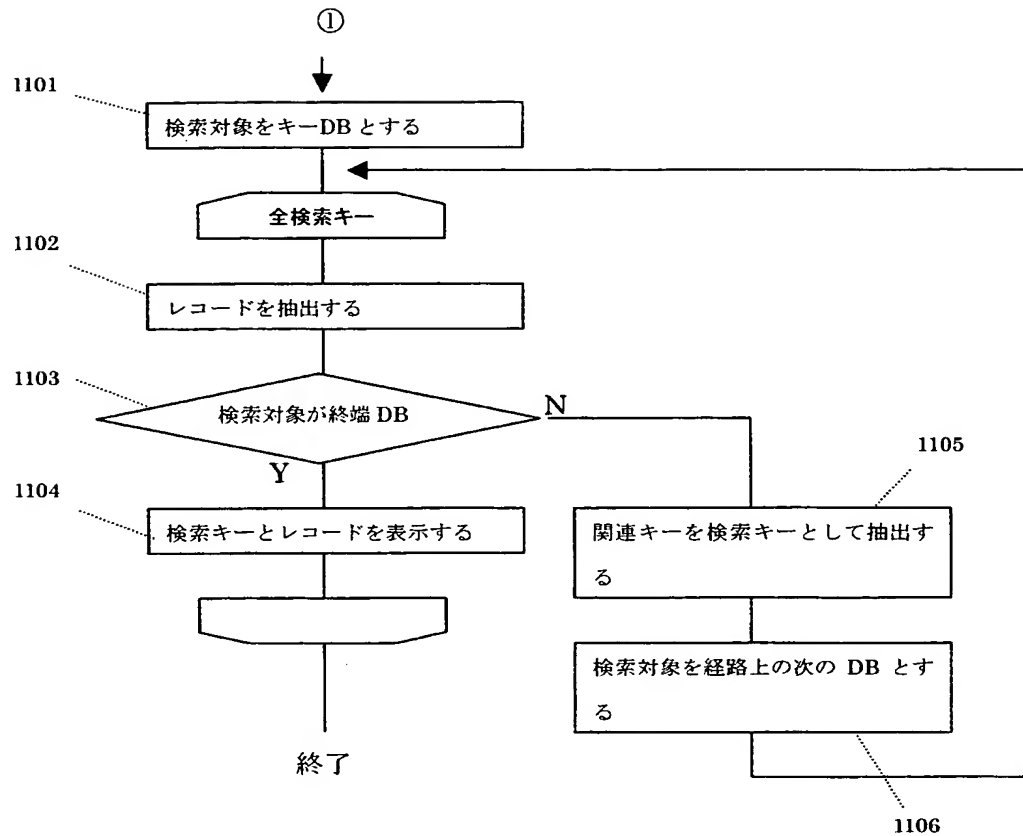 ①
1101
検索対象をキーDBとする
全検索キー
1102
レコードを抽出する
1103
検索対象が終端 DB
N
Y
1104
検索キーとレコードを表示する
終了
1105
関連キーを検索キーとして抽出す
る
検索対象を経路上の次の DB とす
る
1106